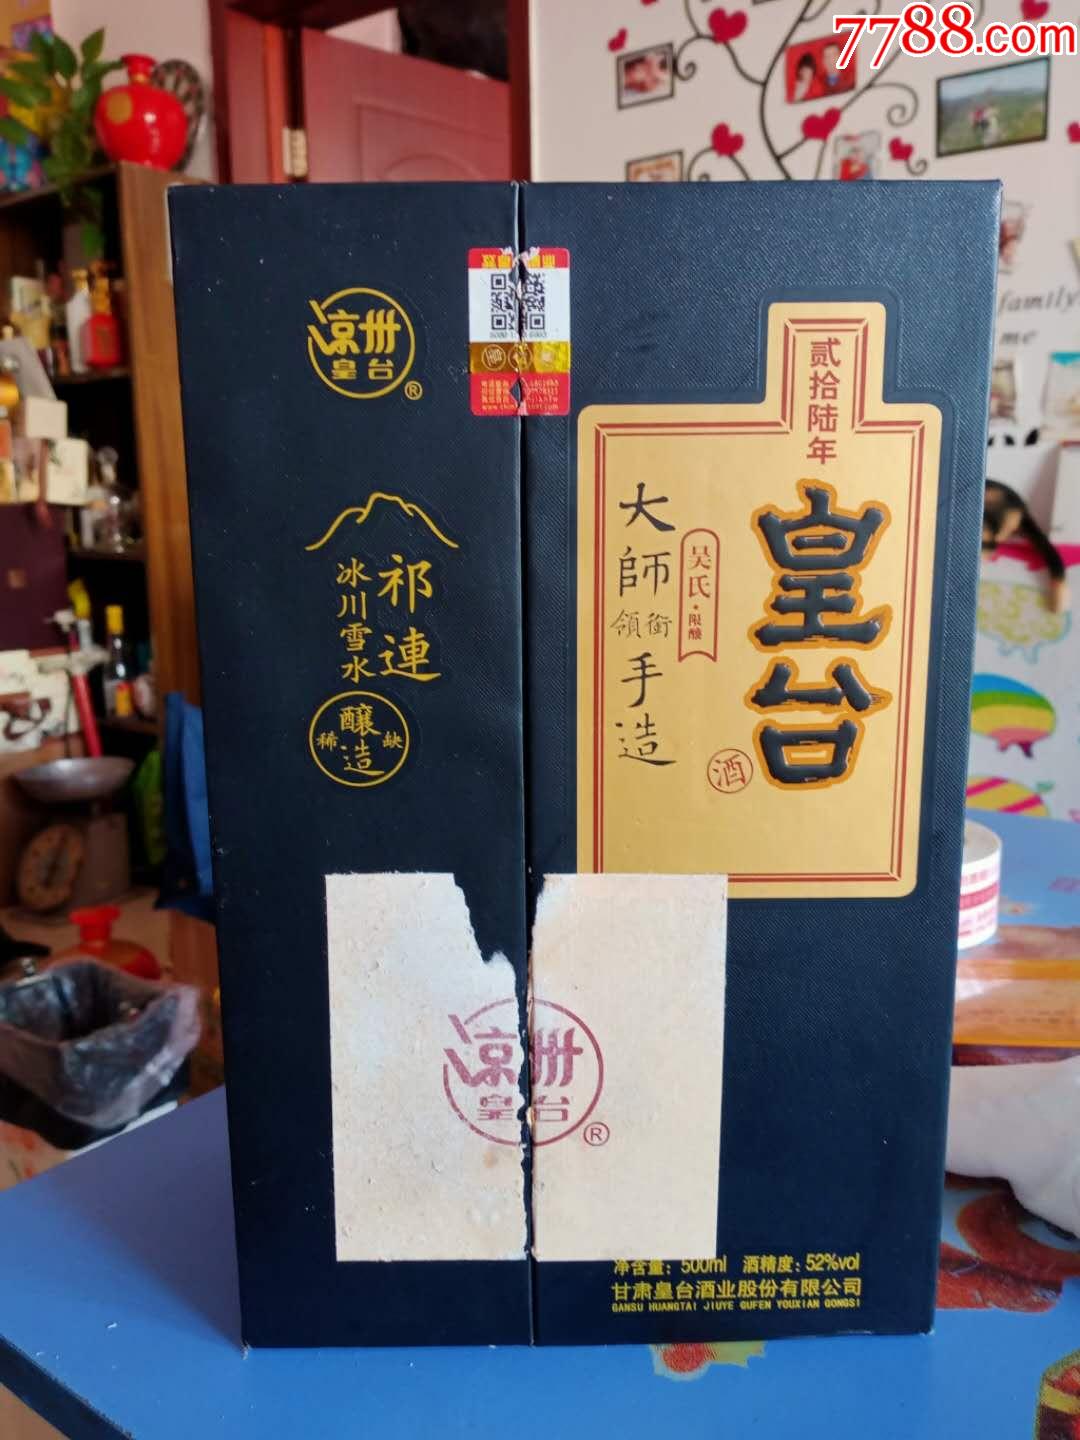 7788.com
凉州
皇台
®
祁連
冰川雪水
稀缺
醸造
贰拾陆年
皇台
酒
吴氏·限釀
大師領銜手造
凉州
皇台
®
净含量：500ml 酒精度：52%vol
甘肃皇台酒业股份有限公司
GANSU HUANGTAI JIUYE GUFEN YOUXIAN GONGSI
family
me